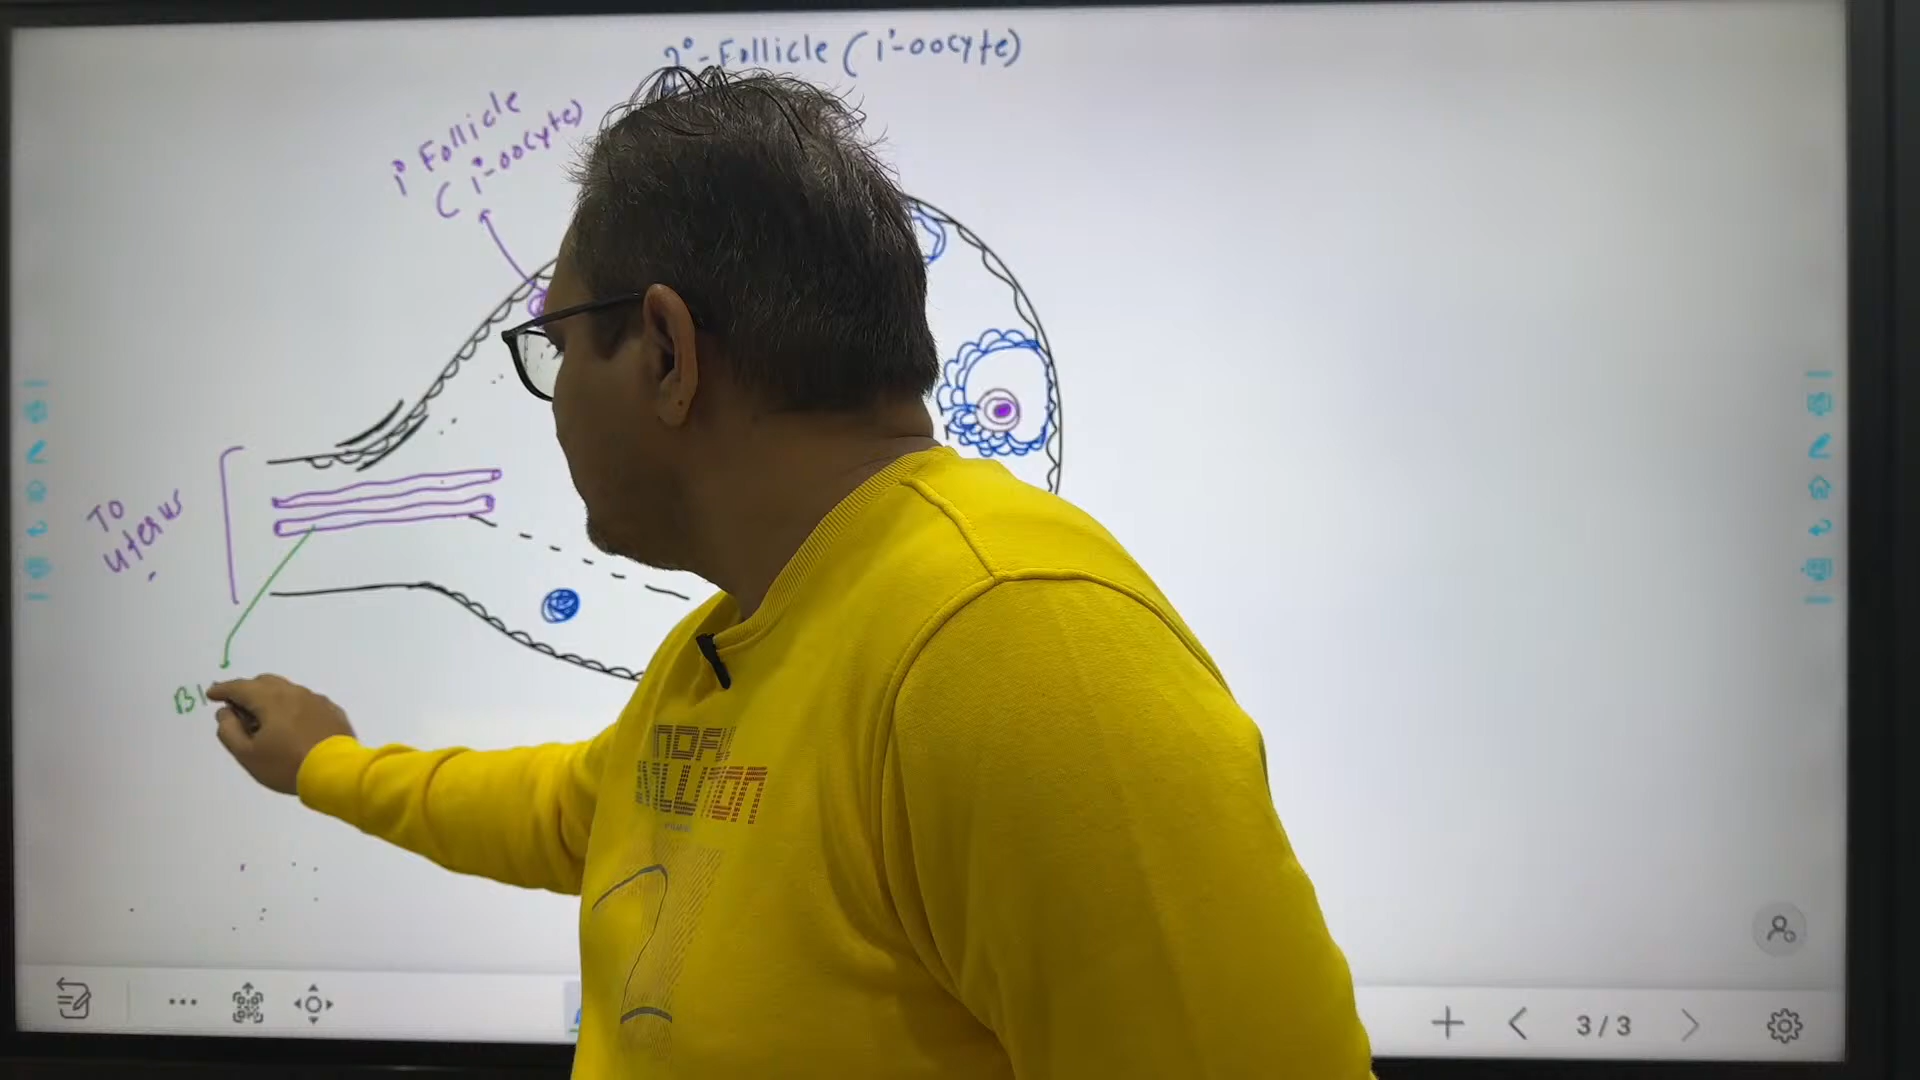 2°-Follicle (1°-oocyte)
1° Follicle
(1°-oocyte)
To
uterus
Bl
3/3